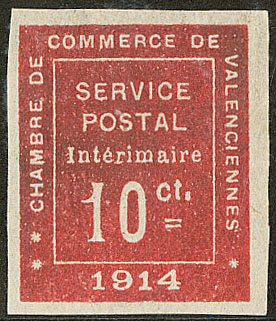 * CHAMBRE DE COMMERCE DE VALENCIENNES *
SERVICE
POSTAL
Intérimaire
10 ct.
1914